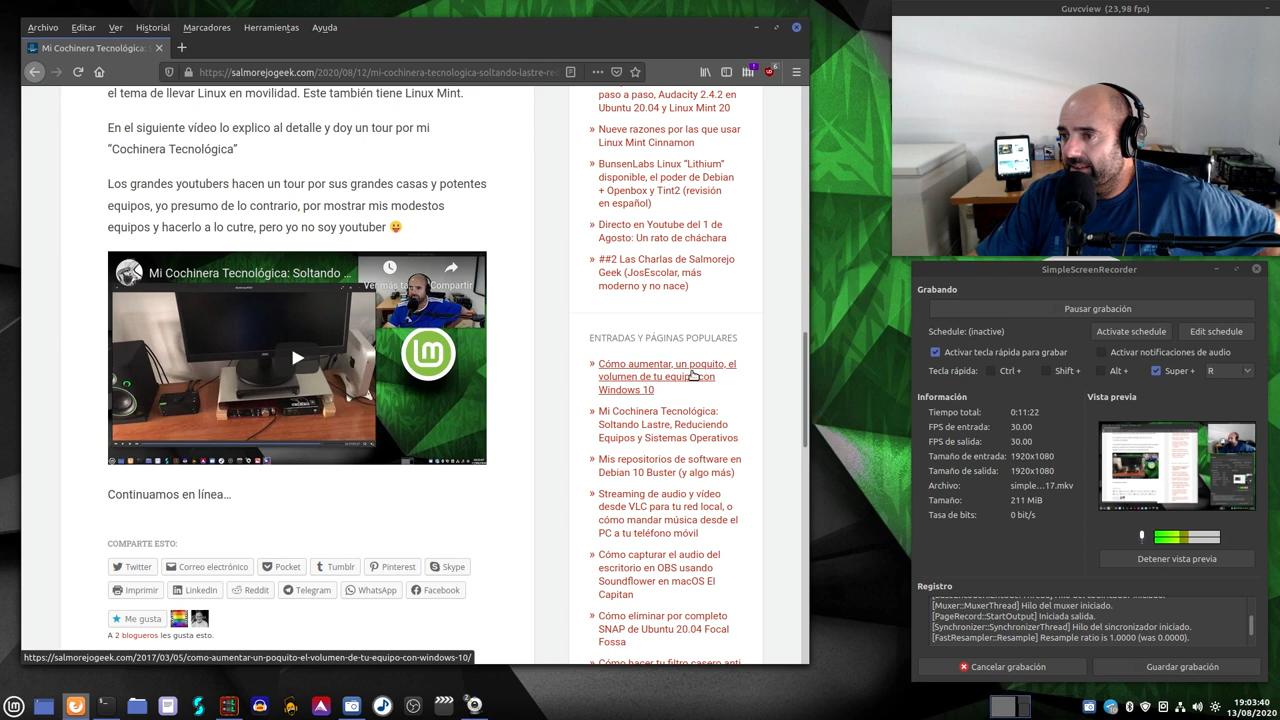 Archivo Editar Ver Historial Marcadores Herramientas Ayuda
Mi Cochinera Tecnológica:
https://salmorejogeek.com/2020/08/12/mi-cochinera-tecnologica-soltando-lastre-re
el tema de llevar Linux en movilidad. Este también tiene Linux Mint.
En el siguiente vídeo lo explico al detalle y doy un tour por mi
“Cochinera Tecnológica”
Los grandes youtubers hacen un tour por sus grandes casas y potentes
equipos, yo presumo de lo contrario, por mostrar mis modestos
equipos y hacerlo a lo cutre, pero yo no soy youtuber 😛
Mi Cochinera Tecnológica: Soltando ...
Ver más ta... Compartir
Continuamos en línea…
COMPARTE ESTO:
Twitter Correo electrónico Pocket Tumblr Pinterest Skype
Imprimir LinkedIn Reddit Telegram WhatsApp Facebook
Me gusta
A 2 blogueros les gusta esto.
https://salmorejogeek.com/2017/03/05/como-aumentar-un-poquito-el-volumen-de-tu-equipo-con-windows-10/
paso a paso, Audacity 2.4.2 en
Ubuntu 20.04 y Linux Mint 20
» Nueve razones por las que usar
Linux Mint Cinnamon
» BunsenLabs Linux “Lithium”
disponible, el poder de Debian
+ Openbox y Tint2 (revisión
en español)
» Directo en Youtube del 1 de
Agosto: Un rato de cháchara
» ##2 Las Charlas de Salmorejo
Geek (JosEscolar, más
moderno y no nace)
ENTRADAS Y PÁGINAS POPULARES
» Cómo aumentar, un poquito, el
volumen de tu equipo con
Windows 10
» Mi Cochinera Tecnológica:
Soltando Lastre, Reduciendo
Equipos y Sistemas Operativos
» Mis repositorios de software en
Debian 10 Buster (y algo más)
» Streaming de audio y vídeo
desde VLC para tu red local, o
cómo mandar música desde el
PC a tu teléfono móvil
» Cómo capturar el audio del
escritorio en OBS usando
Soundflower en macOS El
Capitan
» Cómo eliminar por completo
SNAP de Ubuntu 20.04 Focal
Fossa
Cómo hacer tu filtro casero anti
Guvcview (23,98 fps)
SimpleScreenRecorder
Grabando
Pausar grabación
Schedule: (inactive) Activate schedule Edit schedule
Activar tecla rápida para grabar Activar notificaciones de audio
Tecla rápida: Ctrl + Shift + Alt + Super + R
Información Vista previa
Tiempo total: 0:11:22
FPS de entrada: 30.00
FPS de salida: 30.00
Tamaño de entrada: 1920x1080
Tamaño de salida: 1920x1080
Archivo: simple...17.mkv
Tamaño: 211 MiB
Tasa de bits: 0 bit/s
Detener vista previa
Registro
[Muxer::MuxerThread] Hilo del muxer iniciado.
[PageRecord::StartOutput] Iniciada salida.
[Synchronizer::SynchronizerThread] Hilo del sincronizador iniciado.
[FastResampler::Resample] Resample ratio is 1.0000 (was 0.0000).
Cancelar grabación Guardar grabación
19:03:40
13/08/2020